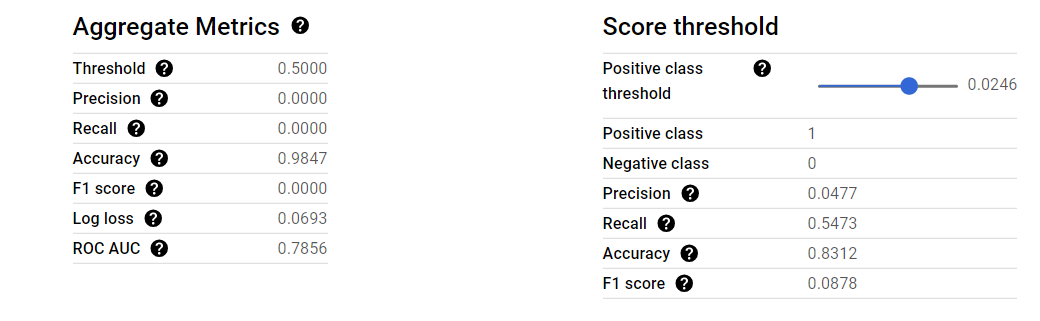 Aggregate Metrics ?
Threshold ? 0.5000
Precision ? 0.0000
Recall ? 0.0000
Accuracy ? 0.9847
F1 score ? 0.0000
Log loss ? 0.0693
ROC AUC ? 0.7856
Score threshold
Positive class ?
threshold 0.0246
Positive class 1
Negative class 0
Precision ? 0.0477
Recall ? 0.5473
Accuracy ? 0.8312
F1 score ? 0.0878